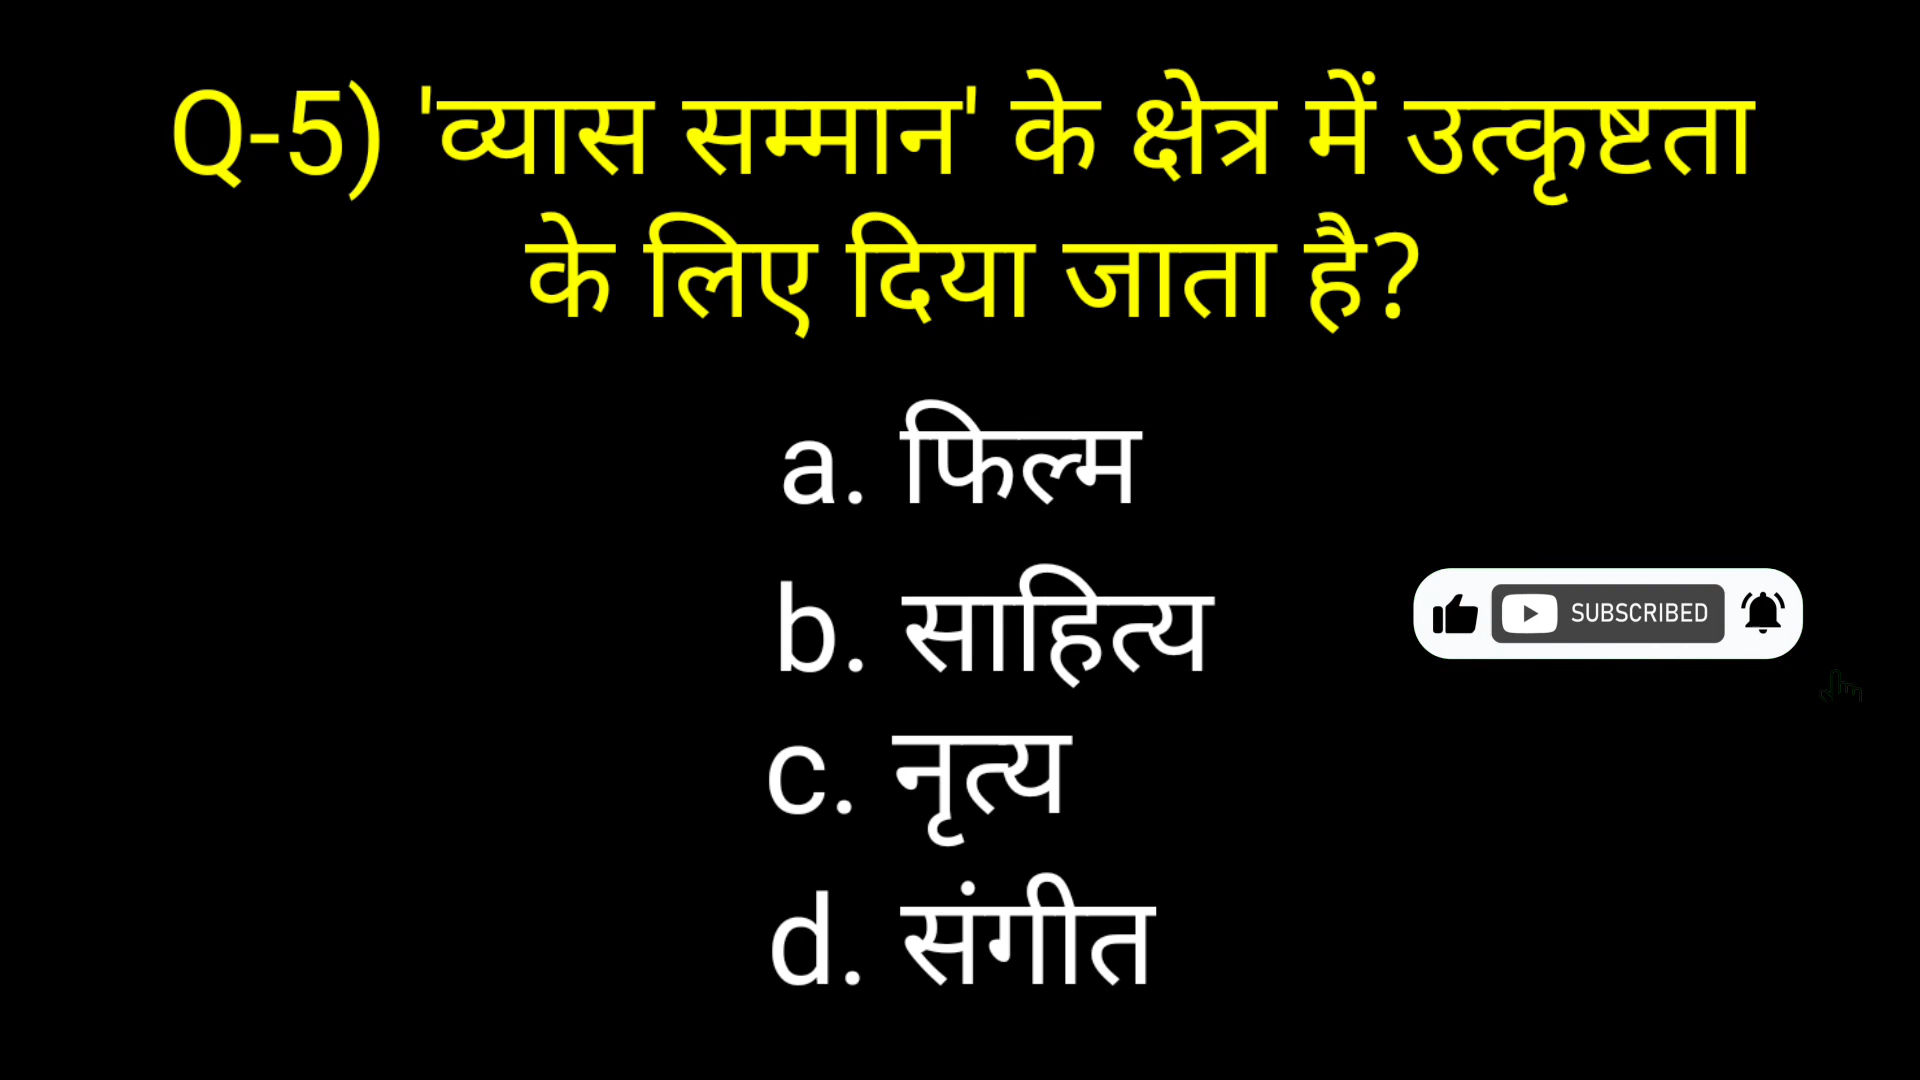 Q-5) 'व्यास सम्मान' के क्षेत्र में उत्कृष्टता
के लिए दिया जाता है?
a. फिल्म
b. साहित्य
SUBSCRIBED
c. नृत्य
d. संगीत